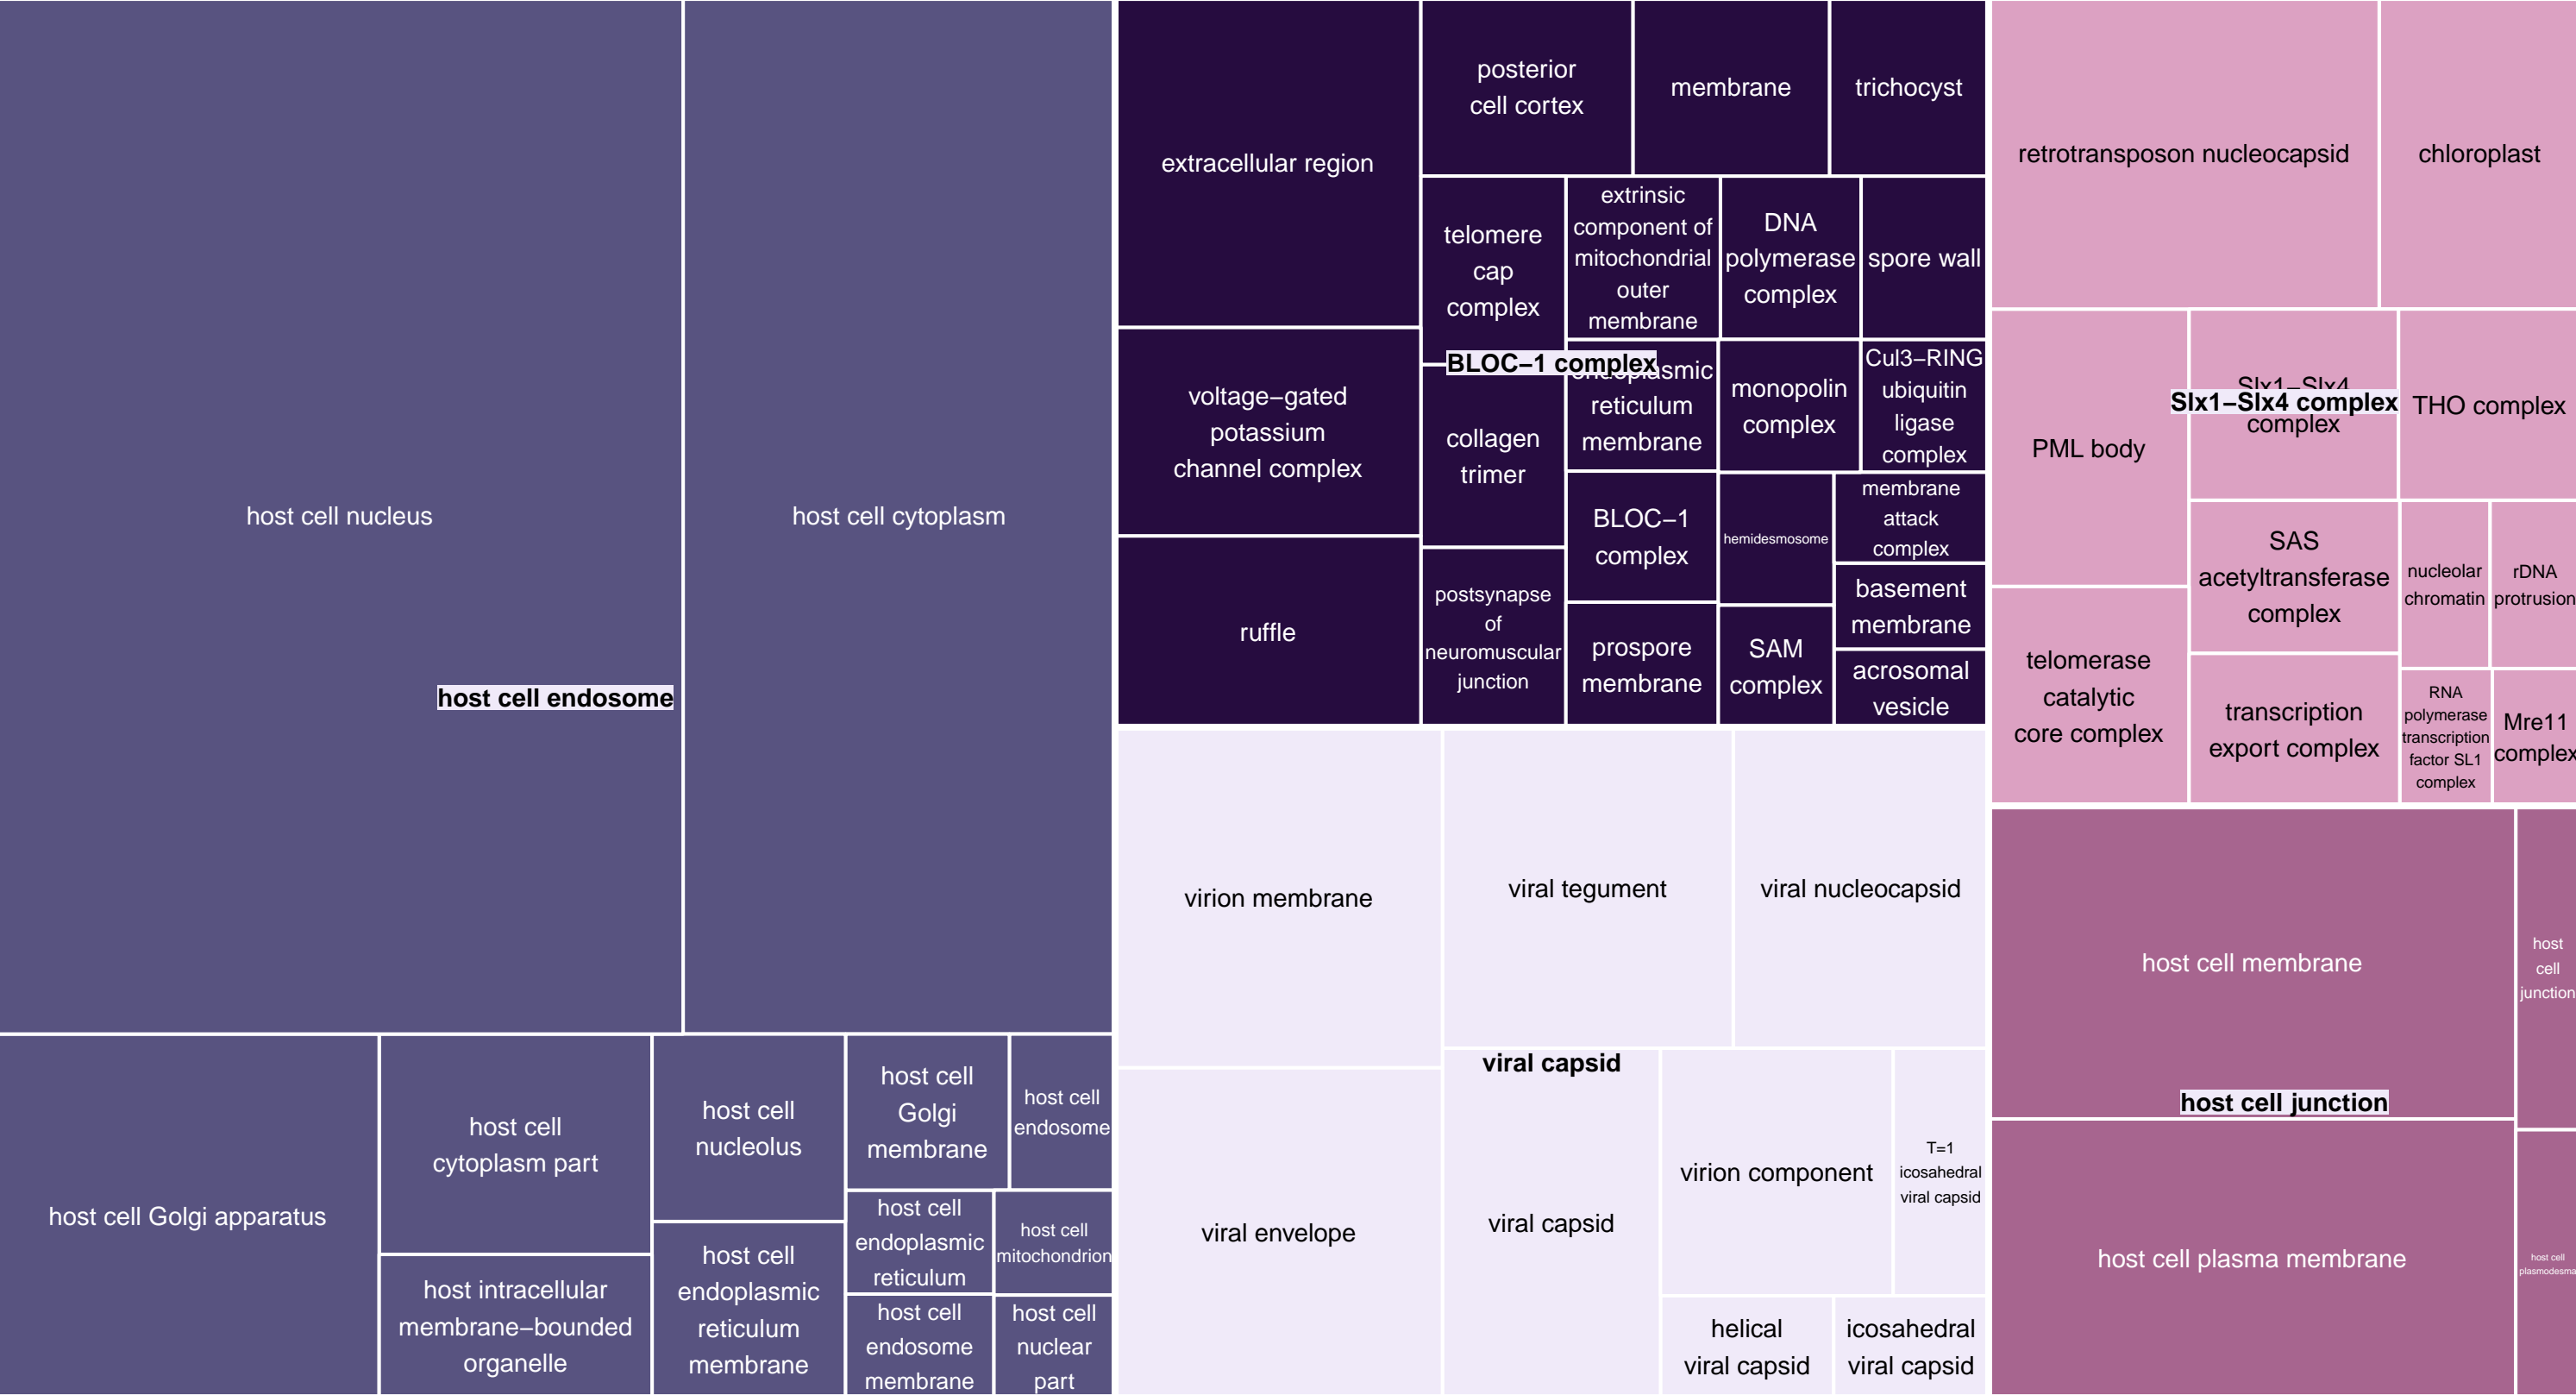 host cell nucleus
host cell cytoplasm
host cell endosome
host cell Golgi apparatus
host cell
cytoplasm part
host intracellular
membrane−bounded
organelle
host cell
nucleolus
host cell
endoplasmic
reticulum
membrane
host cell
Golgi
membrane
host cell
endosome
host cell
endoplasmic
reticulum
host cell
mitochondrion
host cell
endosome
membrane
host cell
nuclear
part
extracellular region
voltage−gated
potassium
channel complex
ruffle
posterior
cell cortex
membrane
trichocyst
telomere
cap
complex
extrinsic
component of
mitochondrial
outer
membrane
DNA
polymerase
complex
spore wall
BLOC−1 complex
collagen
trimer
endoplasmic
reticulum
membrane
monopolin
complex
Cul3−RING
ubiquitin
ligase
complex
postsynapse
of
neuromuscular
junction
BLOC−1
complex
hemidesmosome
membrane
attack
complex
prospore
membrane
SAM
complex
basement
membrane
acrosomal
vesicle
virion membrane
viral tegument
viral nucleocapsid
viral capsid
viral envelope
viral capsid
virion component
T=1
icosahedral
viral capsid
helical
viral capsid
icosahedral
viral capsid
retrotransposon nucleocapsid
chloroplast
PML body
Slx1−Slx4
complex
Slx1−Slx4 complex
THO complex
telomerase
catalytic
core complex
SAS
acetyltransferase
complex
nucleolar
chromatin
rDNA
protrusion
transcription
export complex
RNA
polymerase
transcription
factor SL1
complex
Mre11
complex
host cell membrane
host
cell
junction
host cell junction
host cell plasma membrane
host cell
plasmodesma